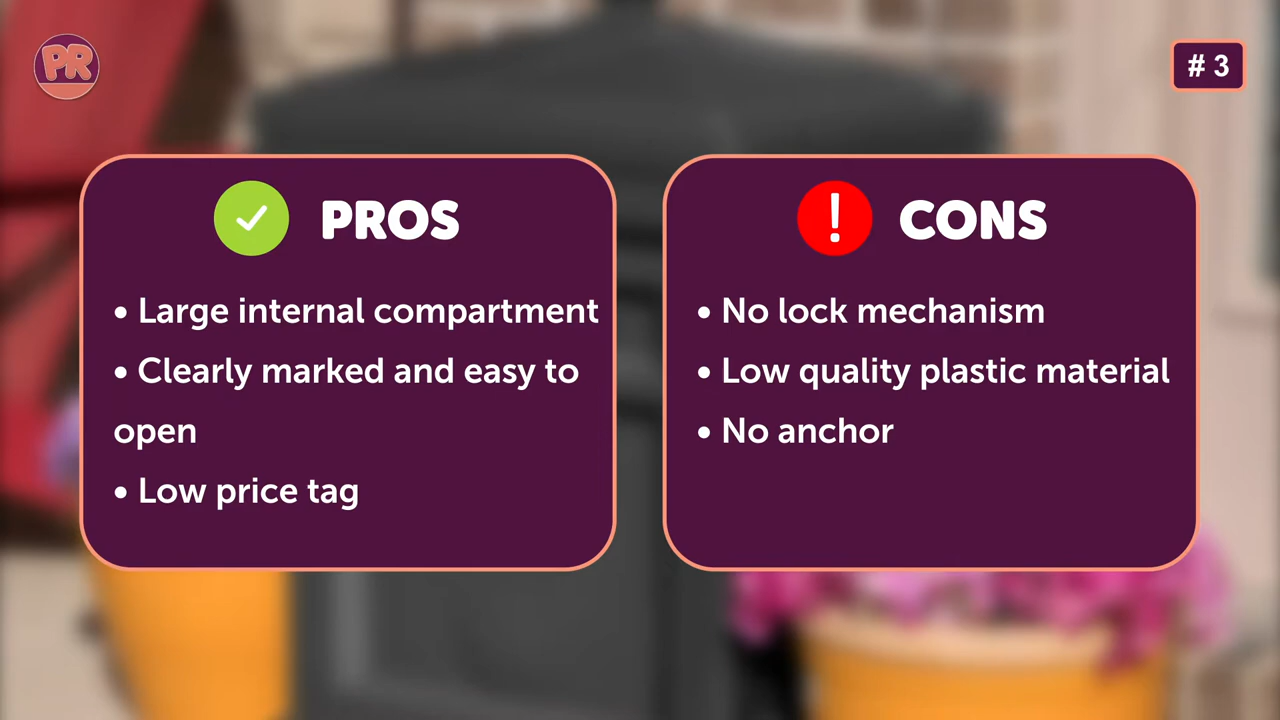 PR
# 3
PROS
• Large internal compartment
• Clearly marked and easy to
open
• Low price tag
CONS
• No lock mechanism
• Low quality plastic material
• No anchor